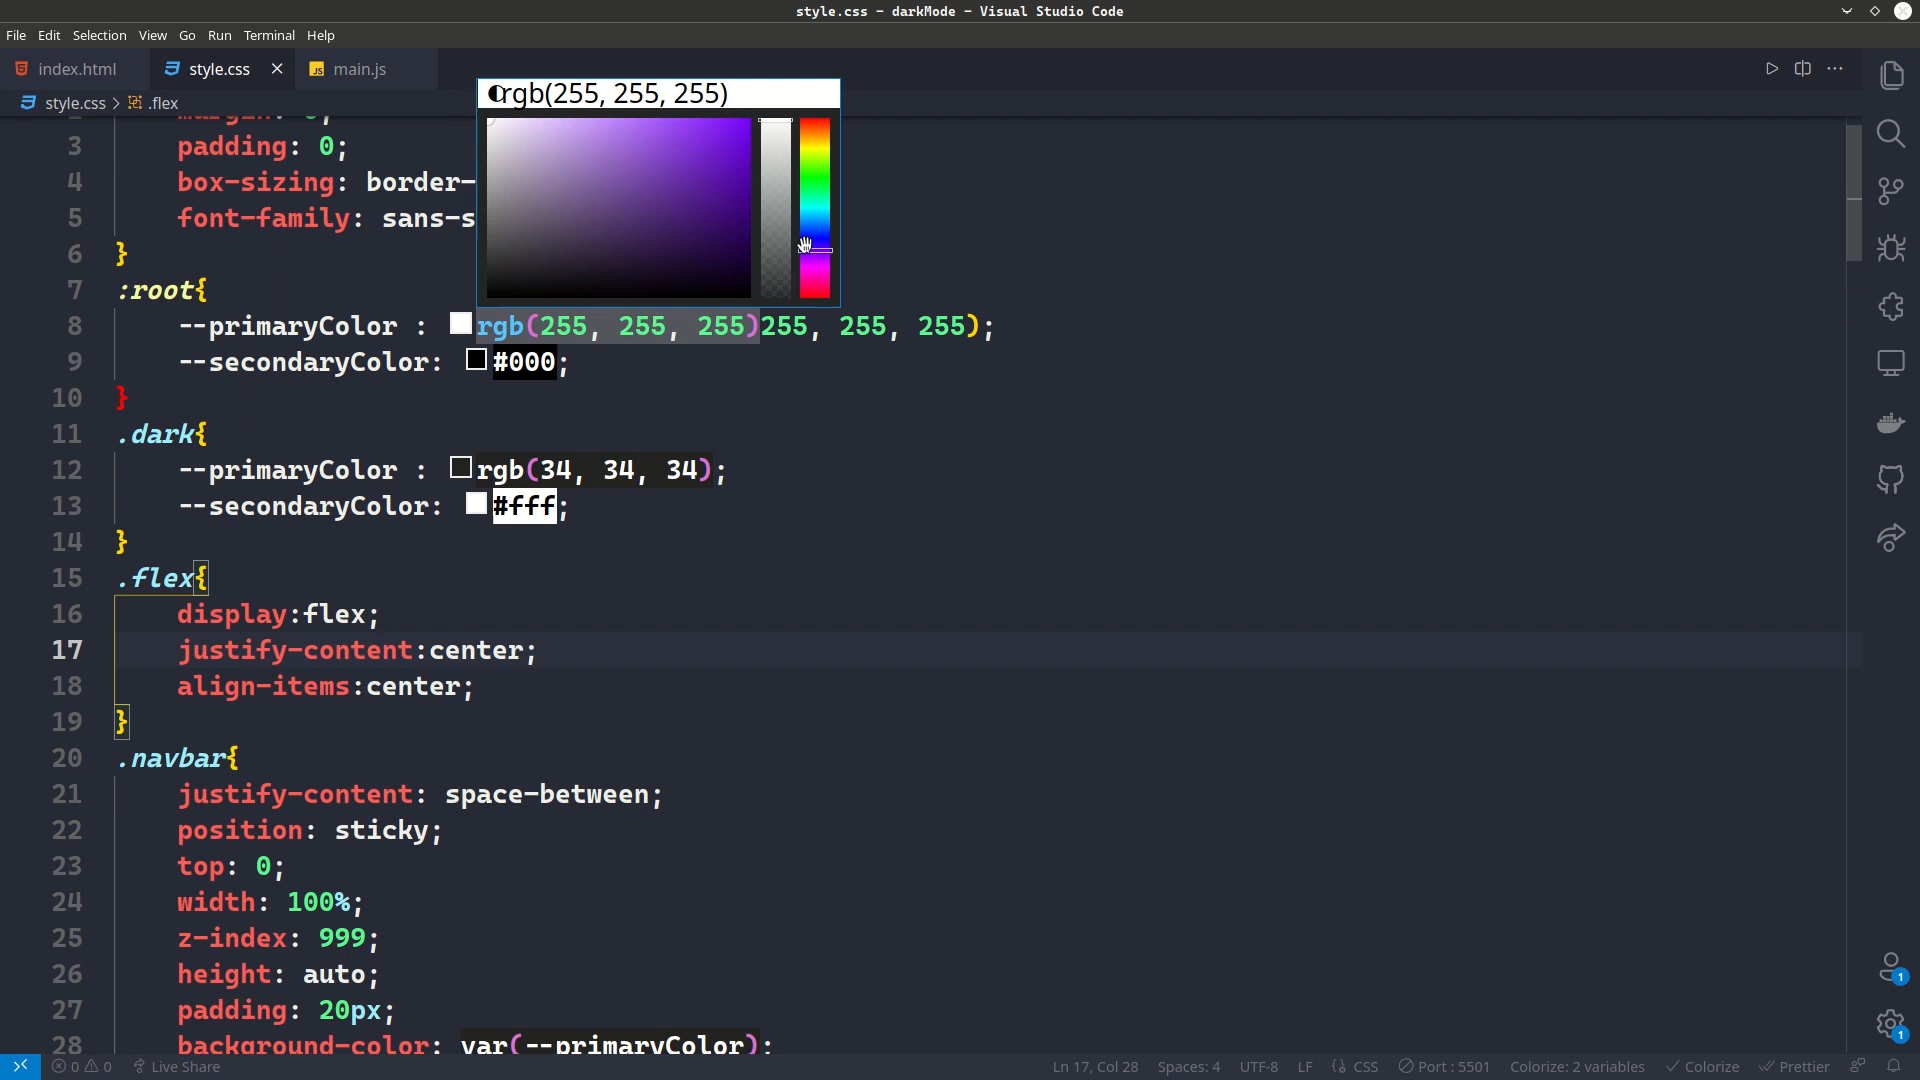 style.css - darkMode - Visual Studio Code
File Edit Selection View Go Run Terminal Help
index.html style.css JS main.js
style.css > .flex
rgb(255, 255, 255)
margin: 0;
3 padding: 0;
4 box-sizing: border-
5 font-family: sans-s
6 }
7 :root{
8 --primaryColor : rgb(255, 255, 255)255, 255, 255);
9 --secondaryColor: #000;
10 }
11 .dark{
12 --primaryColor : rgb(34, 34, 34);
13 --secondaryColor: #fff;
14 }
15 .flex{
16 display:flex;
17 justify-content:center;
18 align-items:center;
19 }
20 .navbar{
21 justify-content: space-between;
22 position: sticky;
23 top: 0;
24 width: 100%;
25 z-index: 999;
26 height: auto;
27 padding: 20px;
28 background-color: var(--primaryColor);
1
1
0 0 Live Share Ln 17, Col 28 Spaces: 4 UTF-8 LF CSS Port : 5501 Colorize: 2 variables Colorize Prettier